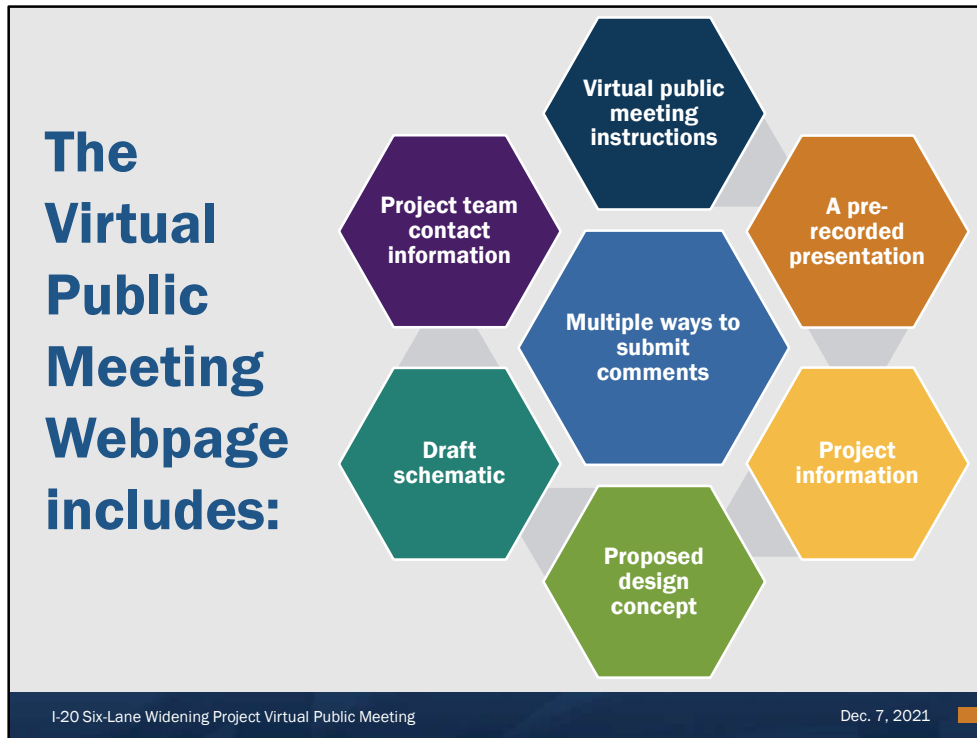 The
Virtual
Public
Meeting
Webpage
includes:
Virtual public
meeting
instructions
A pre-
recorded
presentation
Project
information
Proposed
design
concept
Draft
schematic
Project team
contact
information
Multiple ways to
submit
comments
I-20 Six-Lane Widening Project Virtual Public Meeting
Dec. 7, 2021